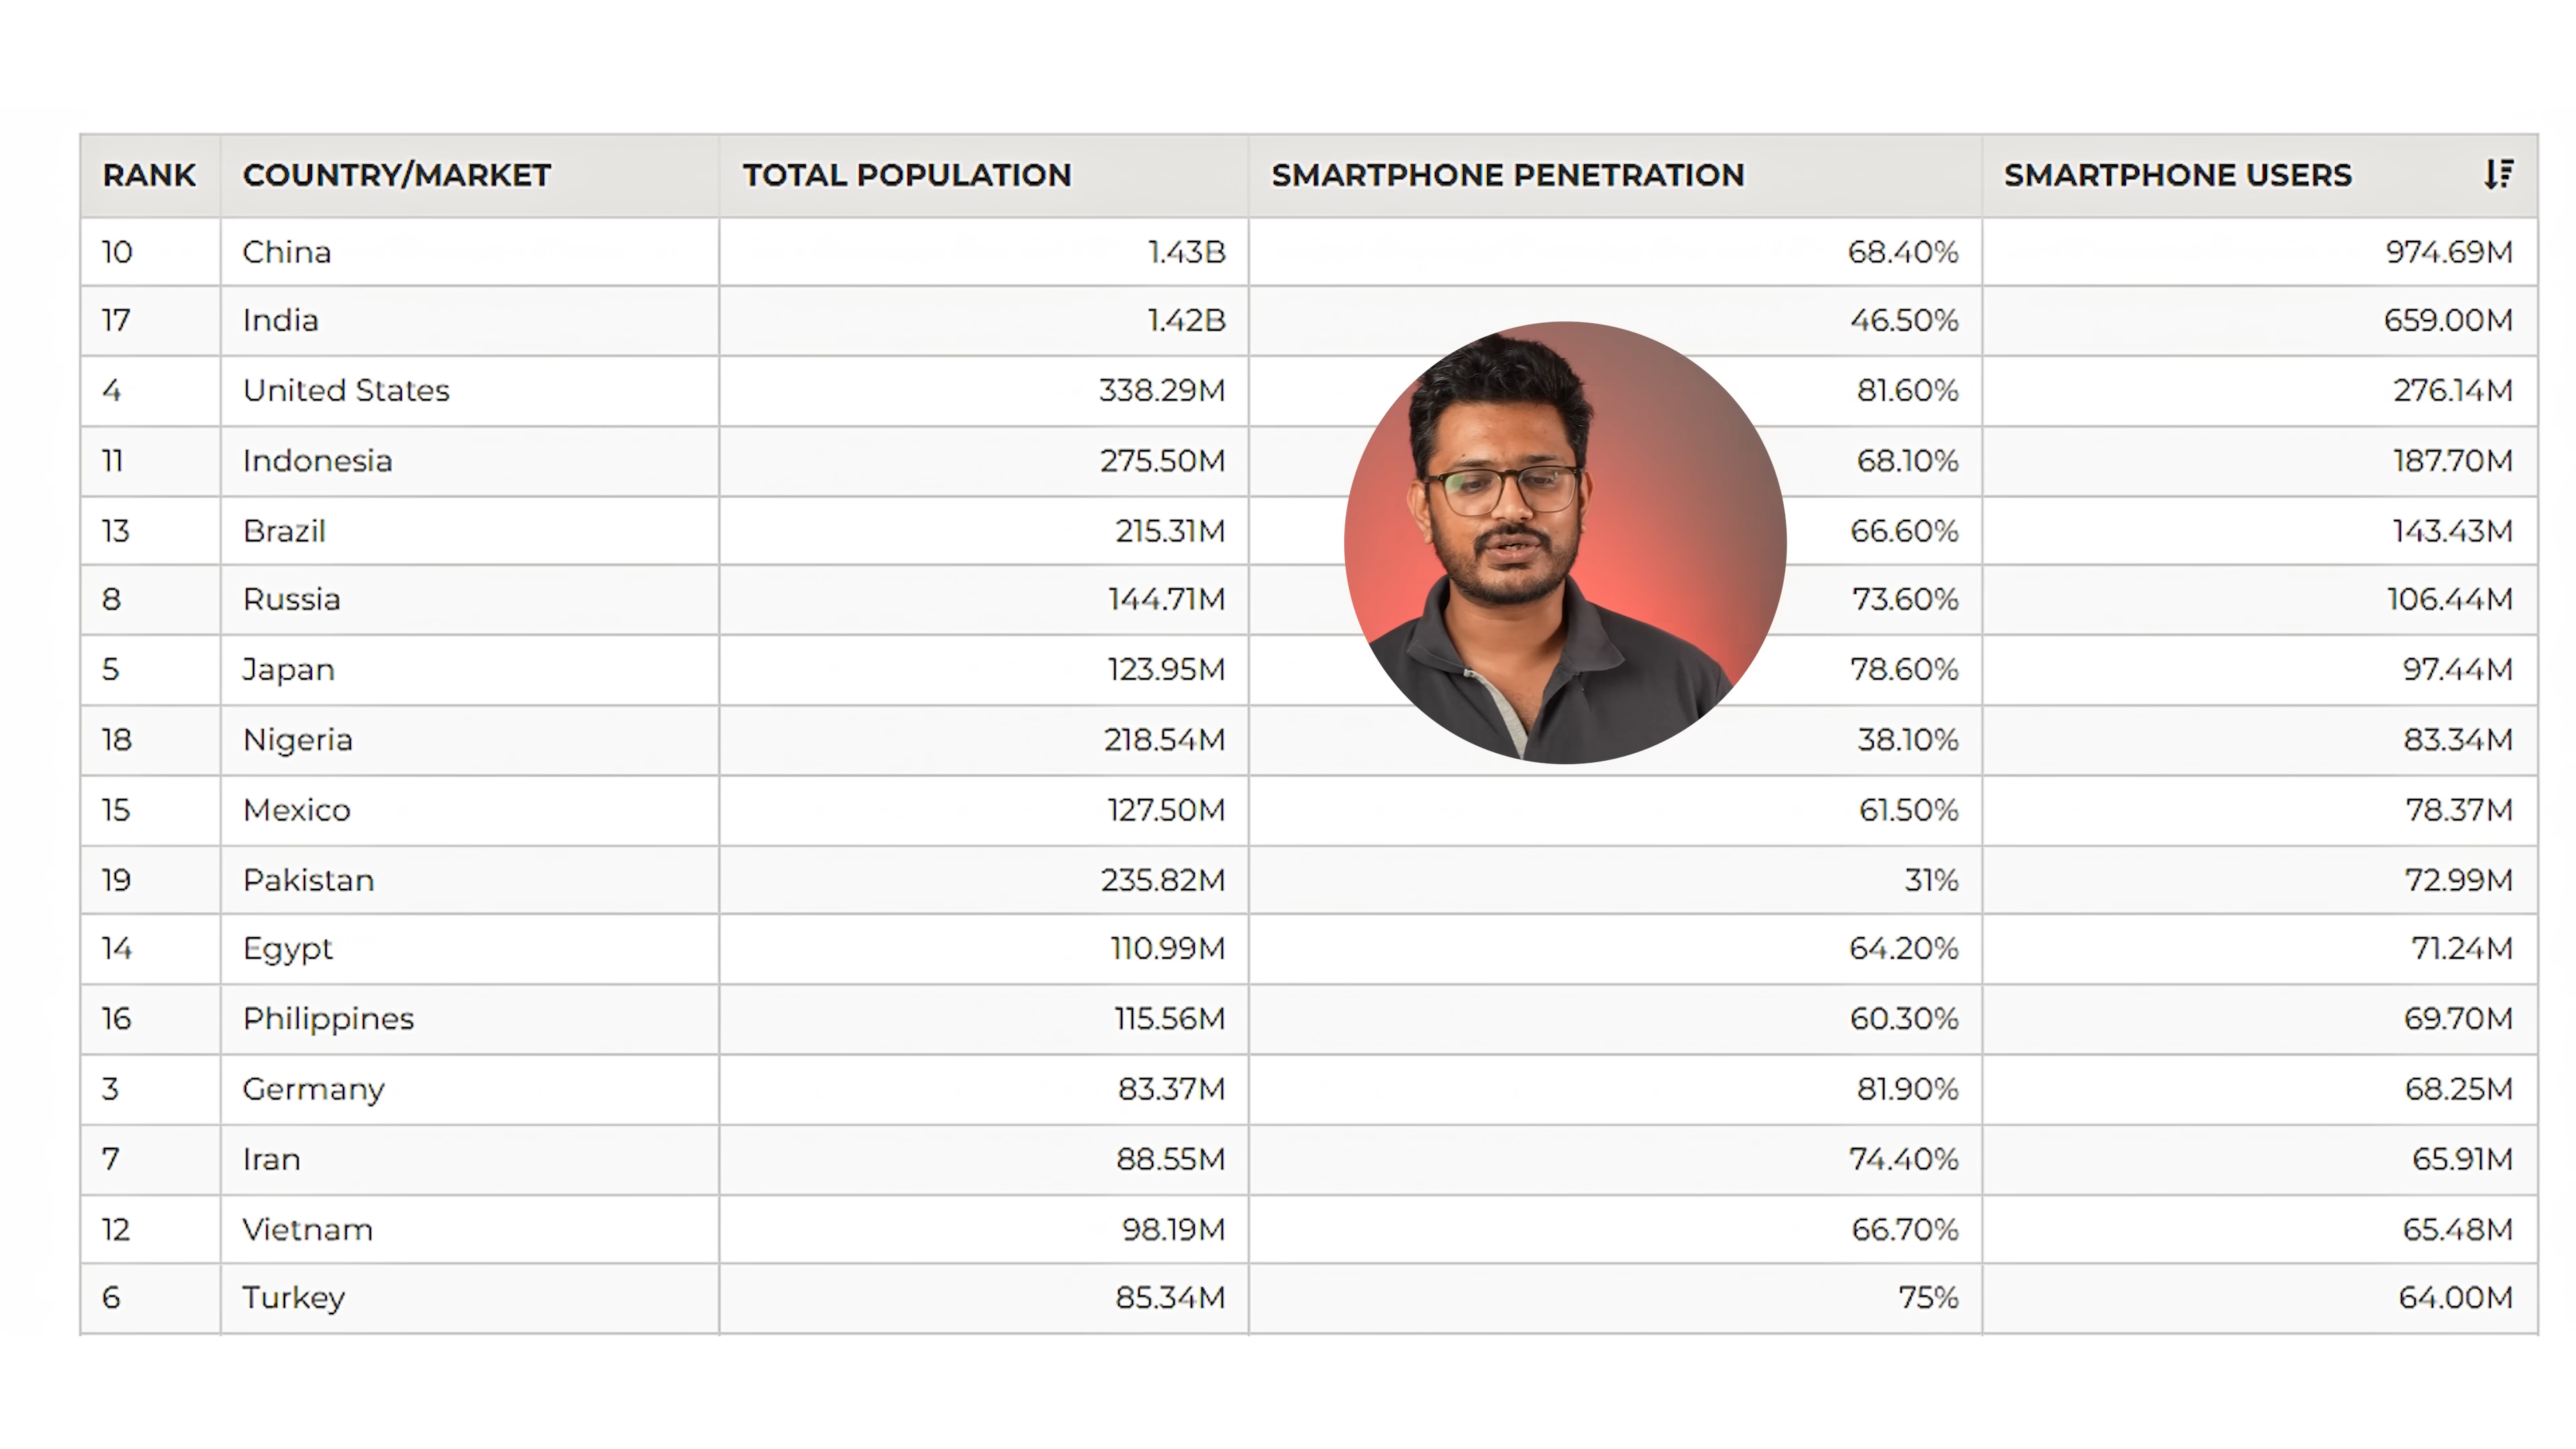 RANK COUNTRY/MARKET TOTAL POPULATION SMARTPHONE PENETRATION SMARTPHONE USERS
10 China 1.43B 68.40% 974.69M
17 India 1.42B 46.50% 659.00M
4 United States 338.29M 81.60% 276.14M
11 Indonesia 275.50M 68.10% 187.70M
13 Brazil 215.31M 66.60% 143.43M
8 Russia 144.71M 73.60% 106.44M
5 Japan 123.95M 78.60% 97.44M
18 Nigeria 218.54M 38.10% 83.34M
15 Mexico 127.50M 61.50% 78.37M
19 Pakistan 235.82M 31% 72.99M
14 Egypt 110.99M 64.20% 71.24M
16 Philippines 115.56M 60.30% 69.70M
3 Germany 83.37M 81.90% 68.25M
7 Iran 88.55M 74.40% 65.91M
12 Vietnam 98.19M 66.70% 65.48M
6 Turkey 85.34M 75% 64.00M